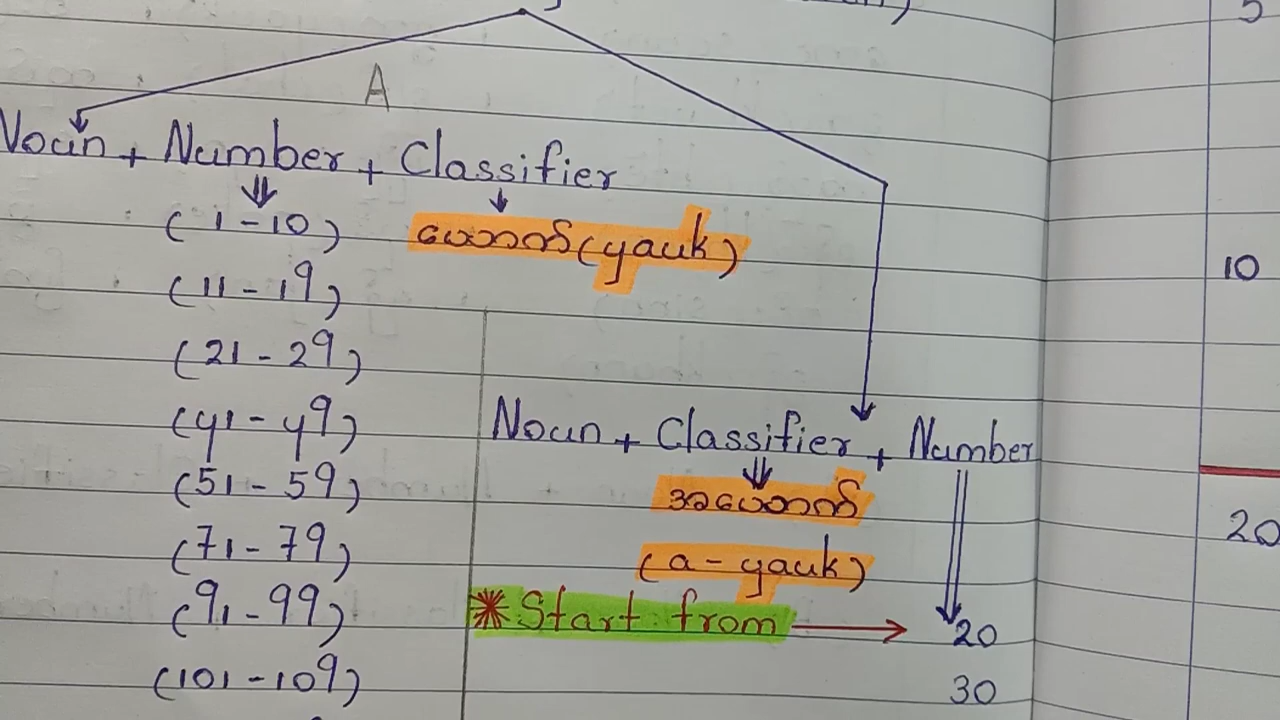 A
Noun + Number + Classifier
(1-10) ယောက် (yauk)
(11-19)
(21-29)
(41-49)
(51-59)
(71-79)
(91-99)
(101-109)
Noun + Classifier + Number
အယောက်
(a-yauk)
* Start from → 20
30
5
10
20